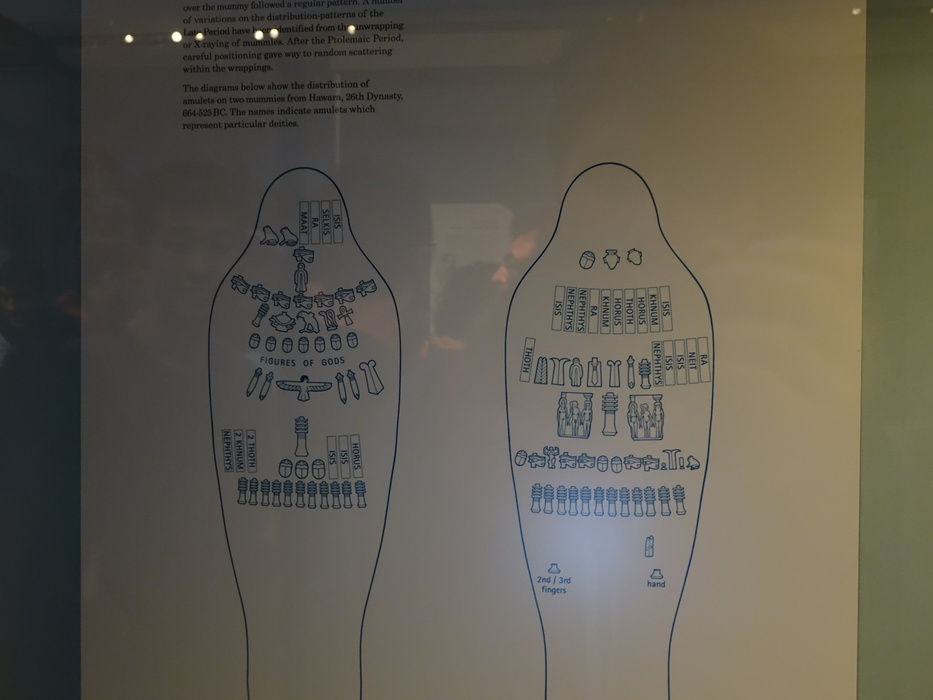 over the mummy followed a regular pattern. A number
of variations on the distribution-patterns of the
Late Period have been identified from the unwrapping
or X-raying of mummies. After the Ptolemaic Period,
careful positioning gave way to random scattering
within the wrappings.
The diagrams below show the distribution of
amulets on two mummies from Hawara, 26th Dynasty,
664-525 BC. The names indicate amulets which
represent particular deities.
MAAT
RA
SELKIS
ISIS
FIGURES OF GODS
NEPHTHYS
2 KHNUM
2 THOTH
ISIS
ISIS
HORUS
ISIS
NEPHTHYS
NEPHTHYS
RA
KHNUM
HORUS
THOTH
HORUS
KHNUM
ISIS
THOTH
NEPHTHYS
ISIS
ISIS
NEIT
RA
2nd / 3rd
fingers
hand